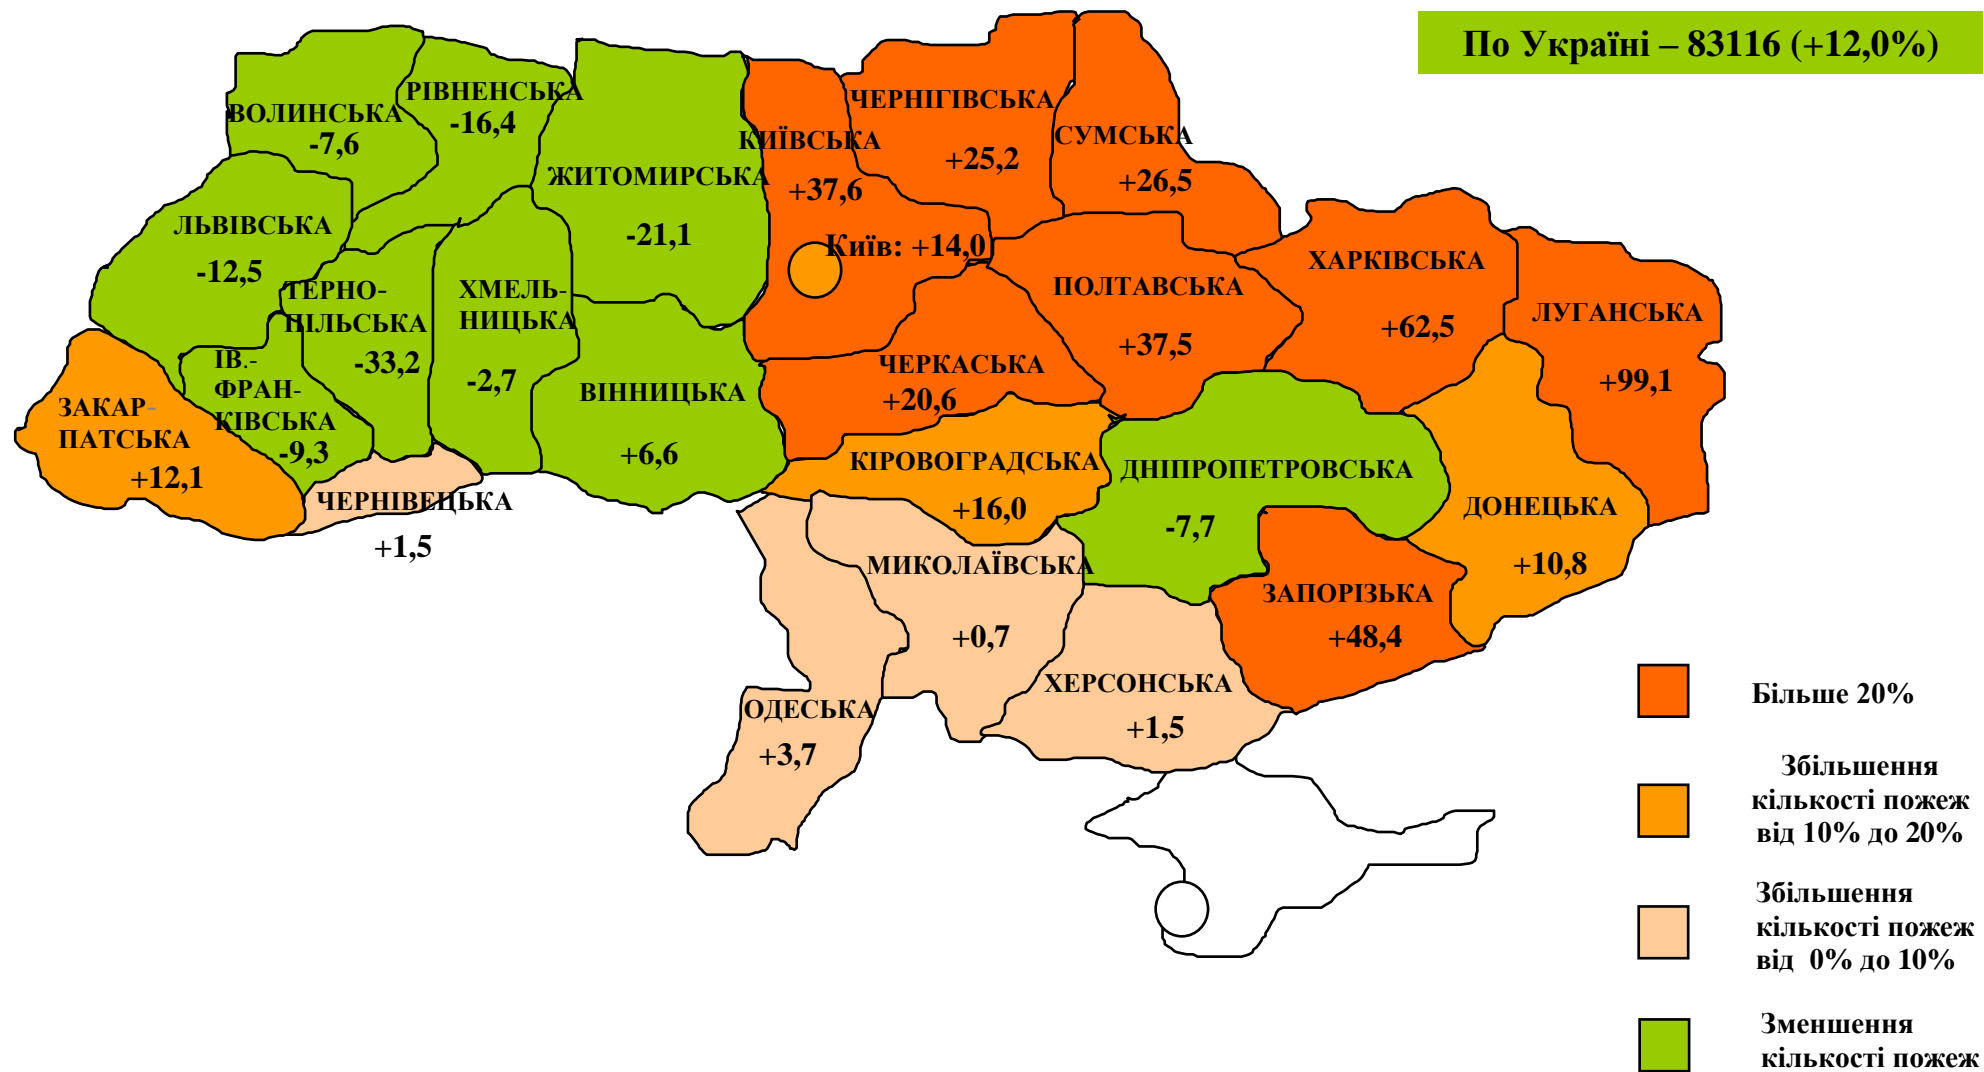 По Україні – 83116 (+12,0%)
ВОЛИНСЬКА
-7,6
РІВНЕНСЬКА
-16,4
ЖИТОМИРСЬКА
-21,1
КИЇВСЬКА
+37,6
Київ: +14,0
ЧЕРНІГІВСЬКА
+25,2
СУМСЬКА
+26,5
ЛЬВІВСЬКА
-12,5
ТЕРНО-
ПІЛЬСЬКА
-33,2
ХМЕЛЬ-
НИЦЬКА
-2,7
ВІННИЦЬКА
+6,6
ЧЕРКАСЬКА
+20,6
ПОЛТАВСЬКА
+37,5
ХАРКІВСЬКА
+62,5
ЛУГАНСЬКА
+99,1
ЗАКАР-
ПАТСЬКА
+12,1
ІВ.-
ФРАН-
КІВСЬКА
-9,3
ЧЕРНІВЕЦЬКА
+1,5
КІРОВОГРАДСЬКА
+16,0
ДНІПРОПЕТРОВСЬКА
-7,7
ДОНЕЦЬКА
+10,8
МИКОЛАЇВСЬКА
+0,7
ЗАПОРІЗЬКА
+48,4
ОДЕСЬКА
+3,7
ХЕРСОНСЬКА
+1,5
Більше 20%
Збільшення
кількості пожеж
від 10% до 20%
Збільшення
кількості пожеж
від 0% до 10%
Зменшення
кількості пожеж